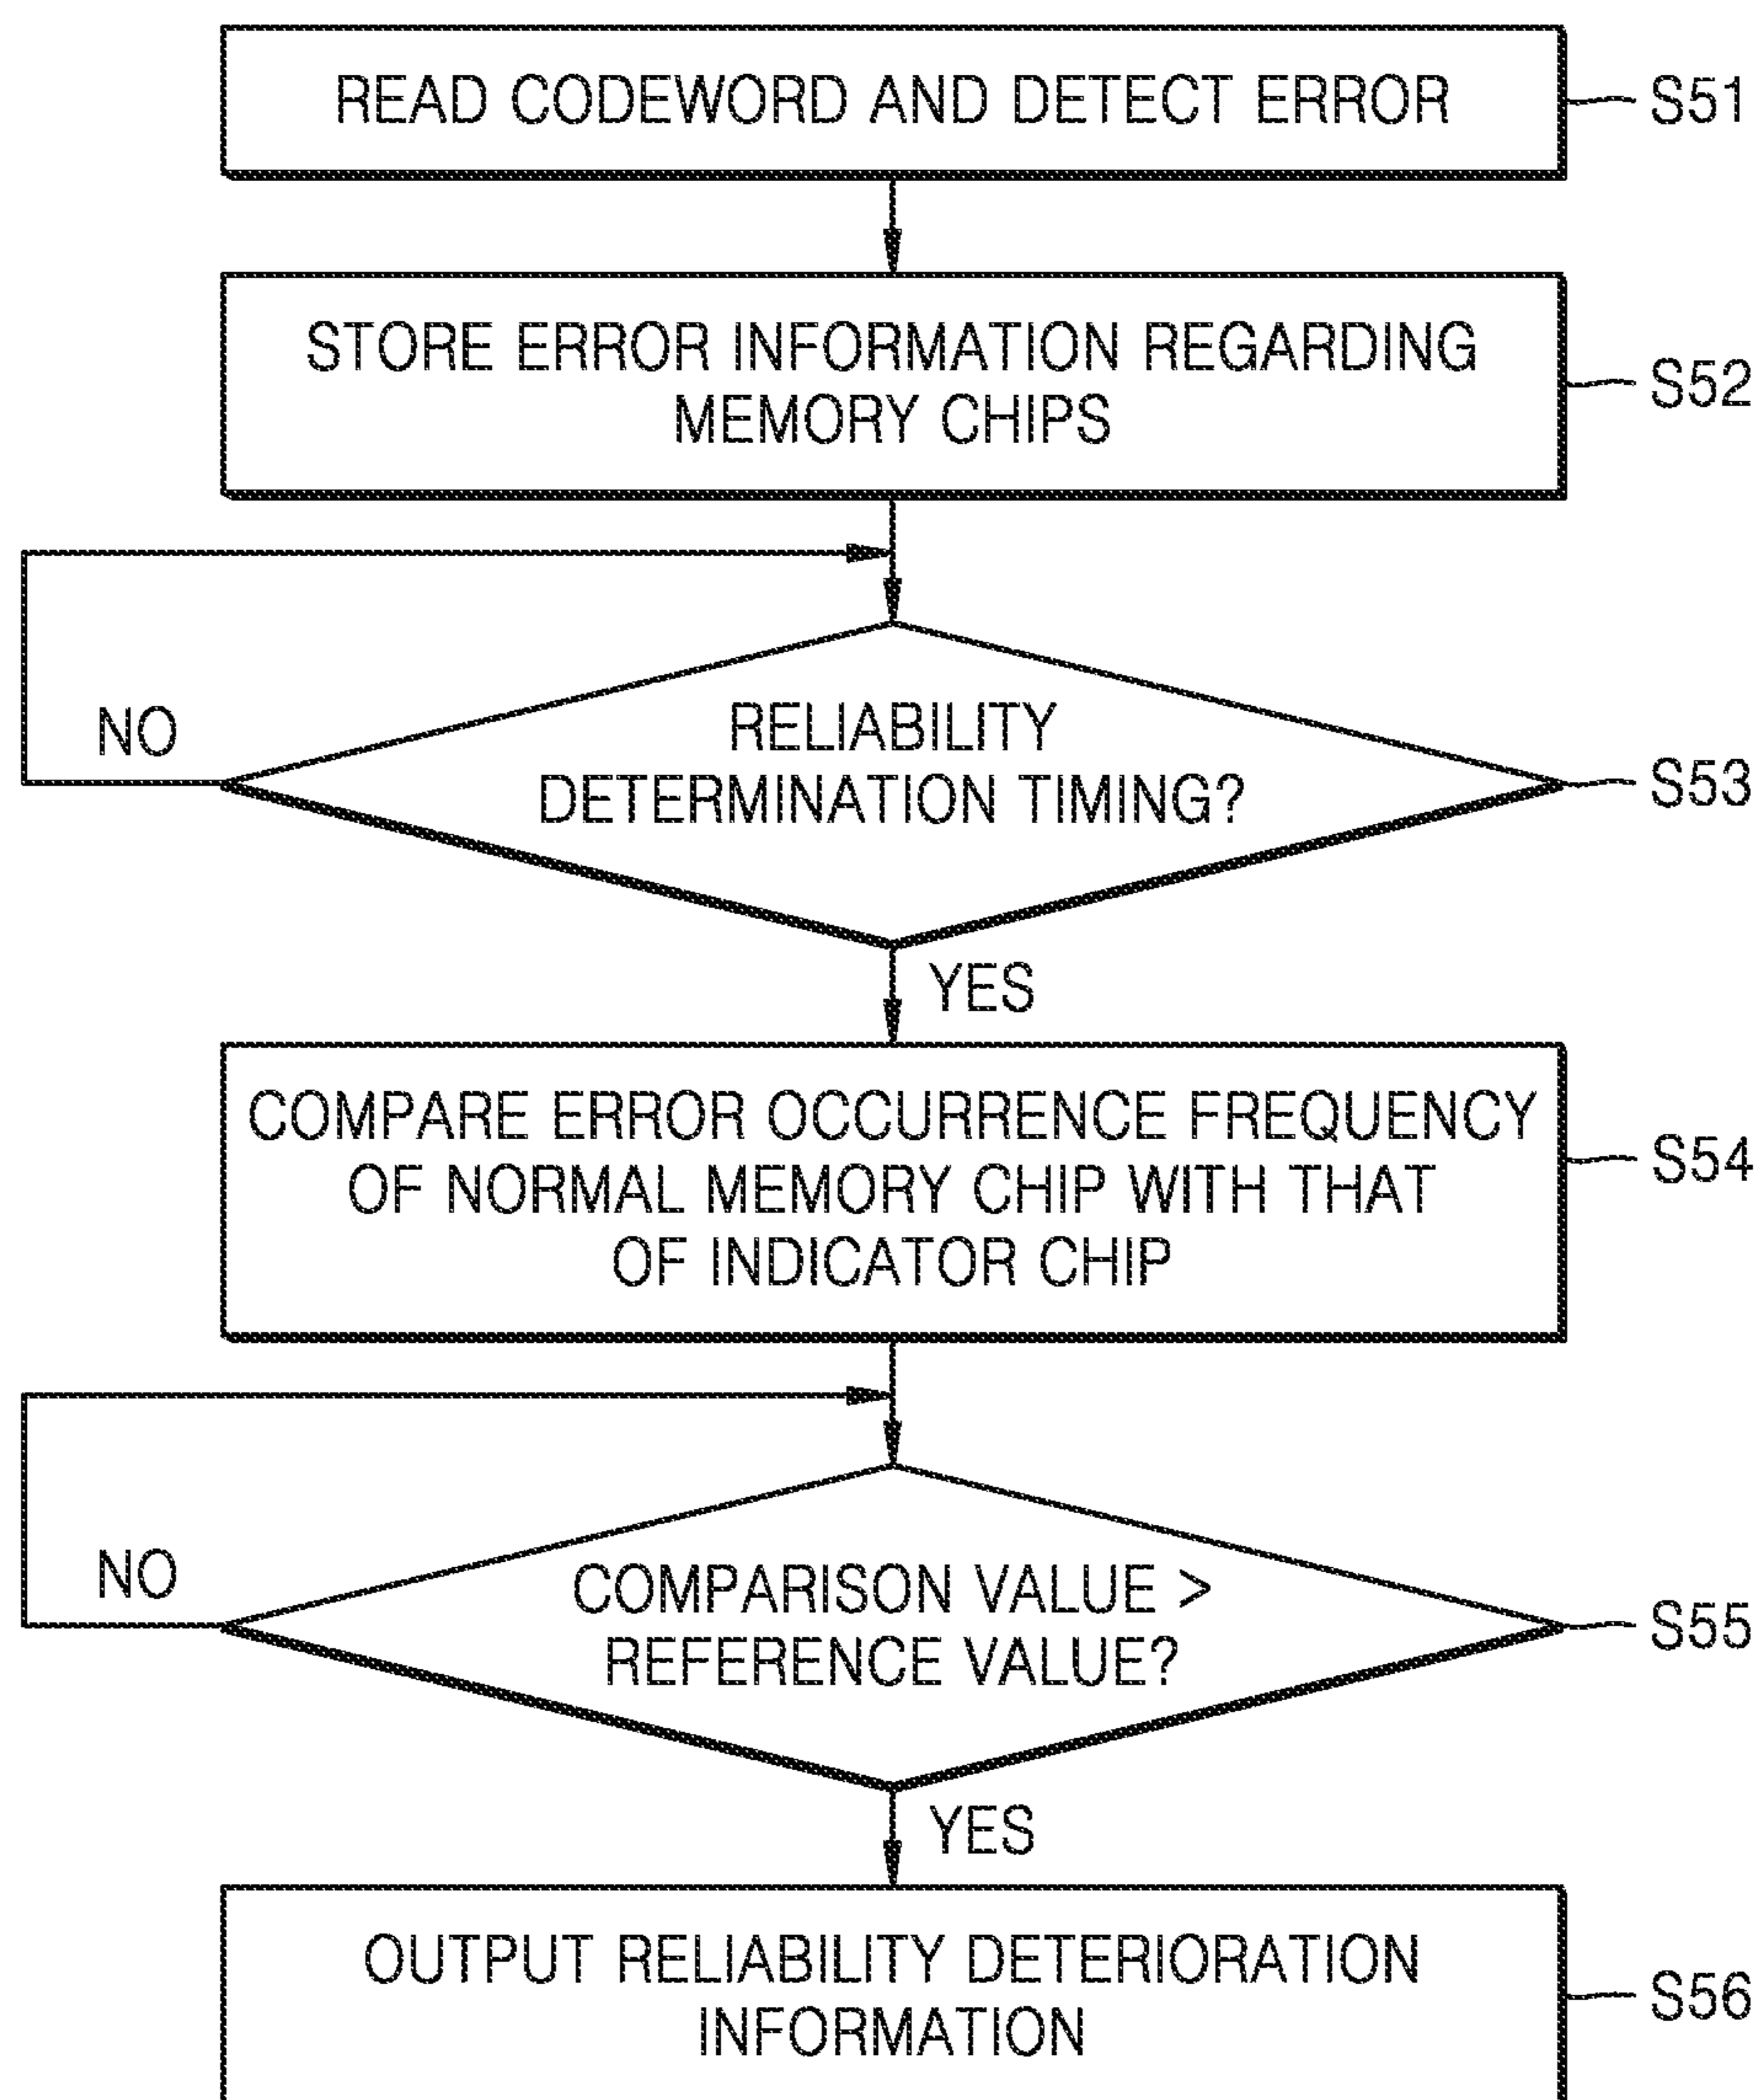 READ CODEWORD AND DETECT ERROR
S51
STORE ERROR INFORMATION REGARDING
MEMORY CHIPS
S52
NO
RELIABILITY
DETERMINATION TIMING?
S53
YES
COMPARE ERROR OCCURRENCE FREQUENCY
OF NORMAL MEMORY CHIP WITH THAT
OF INDICATOR CHIP
S54
NO
COMPARISON VALUE >
REFERENCE VALUE?
S55
YES
OUTPUT RELIABILITY DETERIORATION
INFORMATION
S56